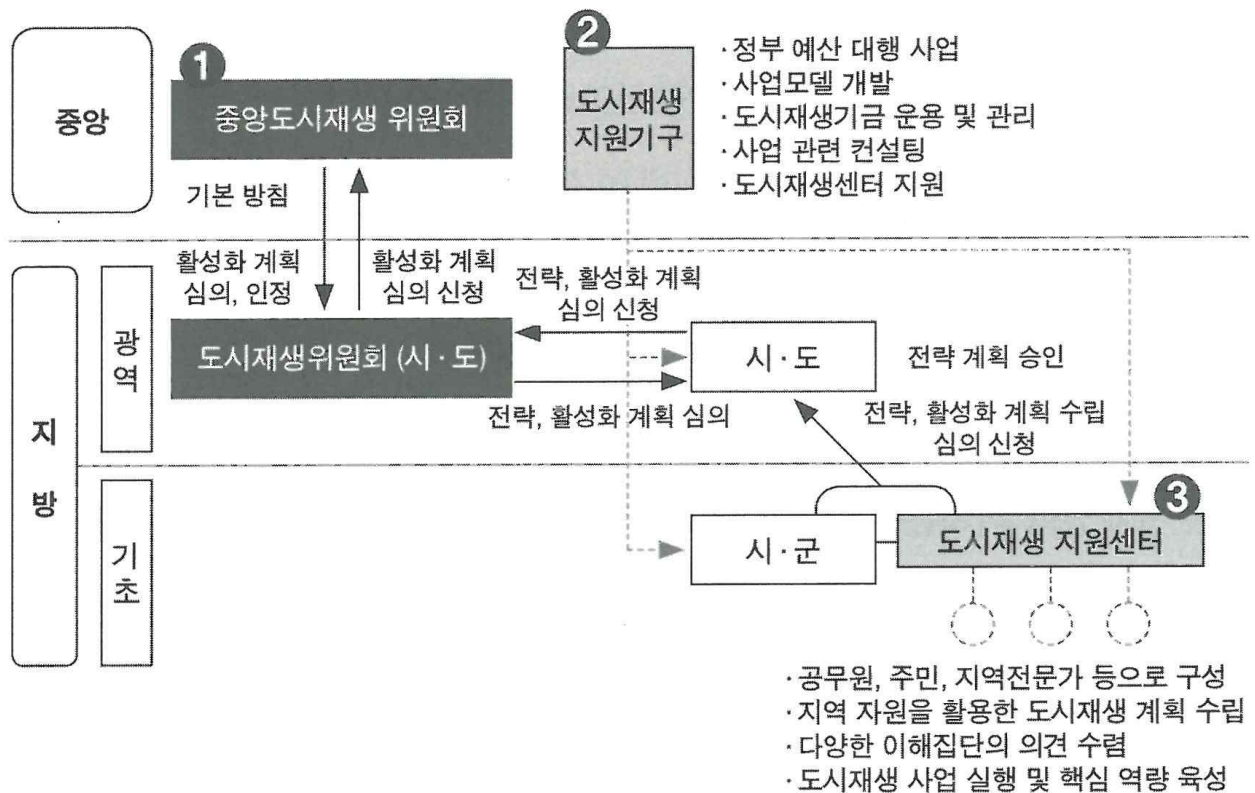 중앙
1
중앙도시재생 위원회
2
도시재생
지원기구
·정부 예산 대행 사업
·사업모델 개발
·도시재생기금 운용 및 관리
·사업 관련 컨설팅
·도시재생센터 지원
기본 방침
활성화 계획
심의, 인정
활성화 계획
심의 신청
전략, 활성화 계획
심의 신청
지방
광역
도시재생위원회 (시·도)
시·도
전략 계획 승인
전략, 활성화 계획 심의
전략, 활성화 계획 수립
심의 신청
기초
시·군
3
도시재생 지원센터
·공무원, 주민, 지역전문가 등으로 구성
·지역 자원을 활용한 도시재생 계획 수립
·다양한 이해집단의 의견 수렴
·도시재생 사업 실행 및 핵심 역량 육성